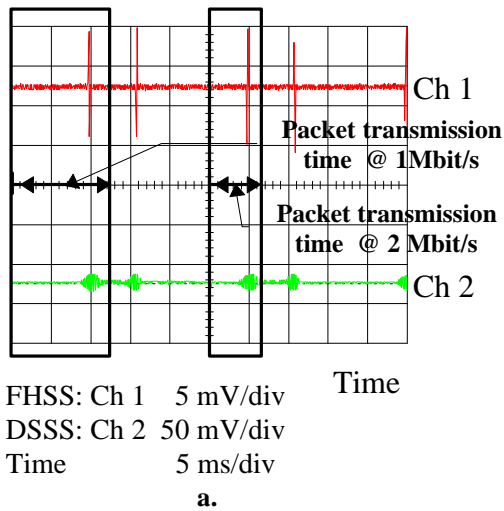 Ch 1
Packet transmission
time @ 1Mbit/s
Packet transmission
time @ 2 Mbit/s
Ch 2
Time
FHSS: Ch 1 5 mV/div
DSSS: Ch 2 50 mV/div
Time 5 ms/div
a.